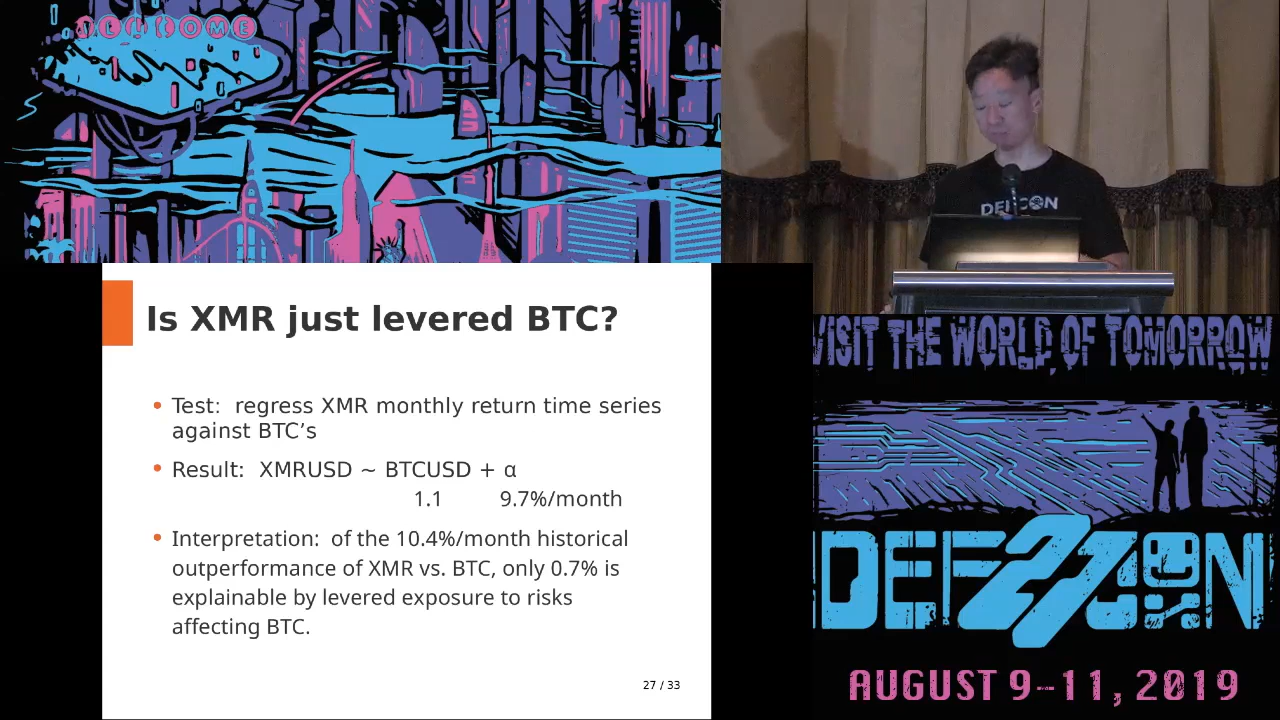 WELCOME
DEFCON
Is XMR just levered BTC?
• Test:  regress XMR monthly return time series
against BTC’s
• Result:  XMRUSD ~ BTCUSD + α
1.1 9.7%/month
• Interpretation:  of the 10.4%/month historical
outperformance of XMR vs. BTC, only 0.7% is
explainable by levered exposure to risks
affecting BTC.
27 / 33
VISIT THE WORLD OF TOMORROW
DEF27CON
AUGUST 9-11, 2019